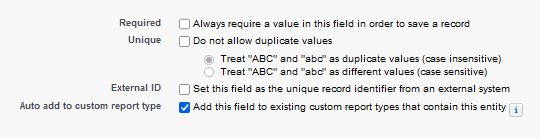 Required Always require a value in this field in order to save a record
Unique Do not allow duplicate values
Treat "ABC" and "abc" as duplicate values (case insensitive)
Treat "ABC" and "abc" as different values (case sensitive)
External ID Set this field as the unique record identifier from an external system
Auto add to custom report type Add this field to existing custom report types that contain this entity i